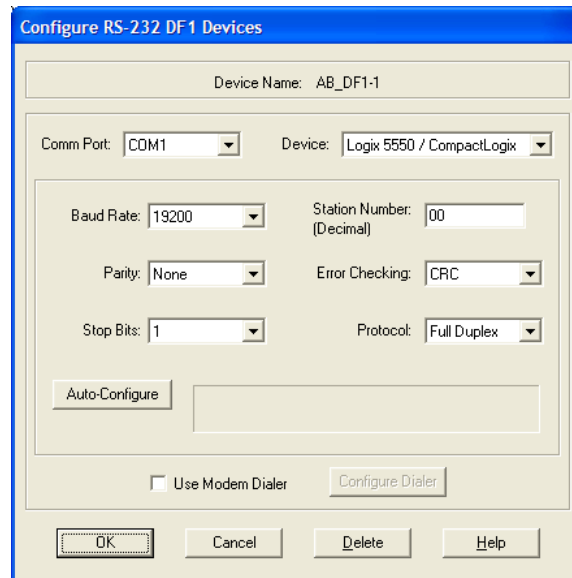 Configure RS-232 DF1 Devices
Device Name: AB_DF1-1
Comm Port: COM1 Device: Logix 5550 / CompactLogix
Baud Rate: 19200 Station Number: 00
(Decimal)
Parity: None Error Checking: CRC
Stop Bits: 1 Protocol: Full Duplex
Auto-Configure
Use Modem Dialer Configure Dialer
OK Cancel Delete Help